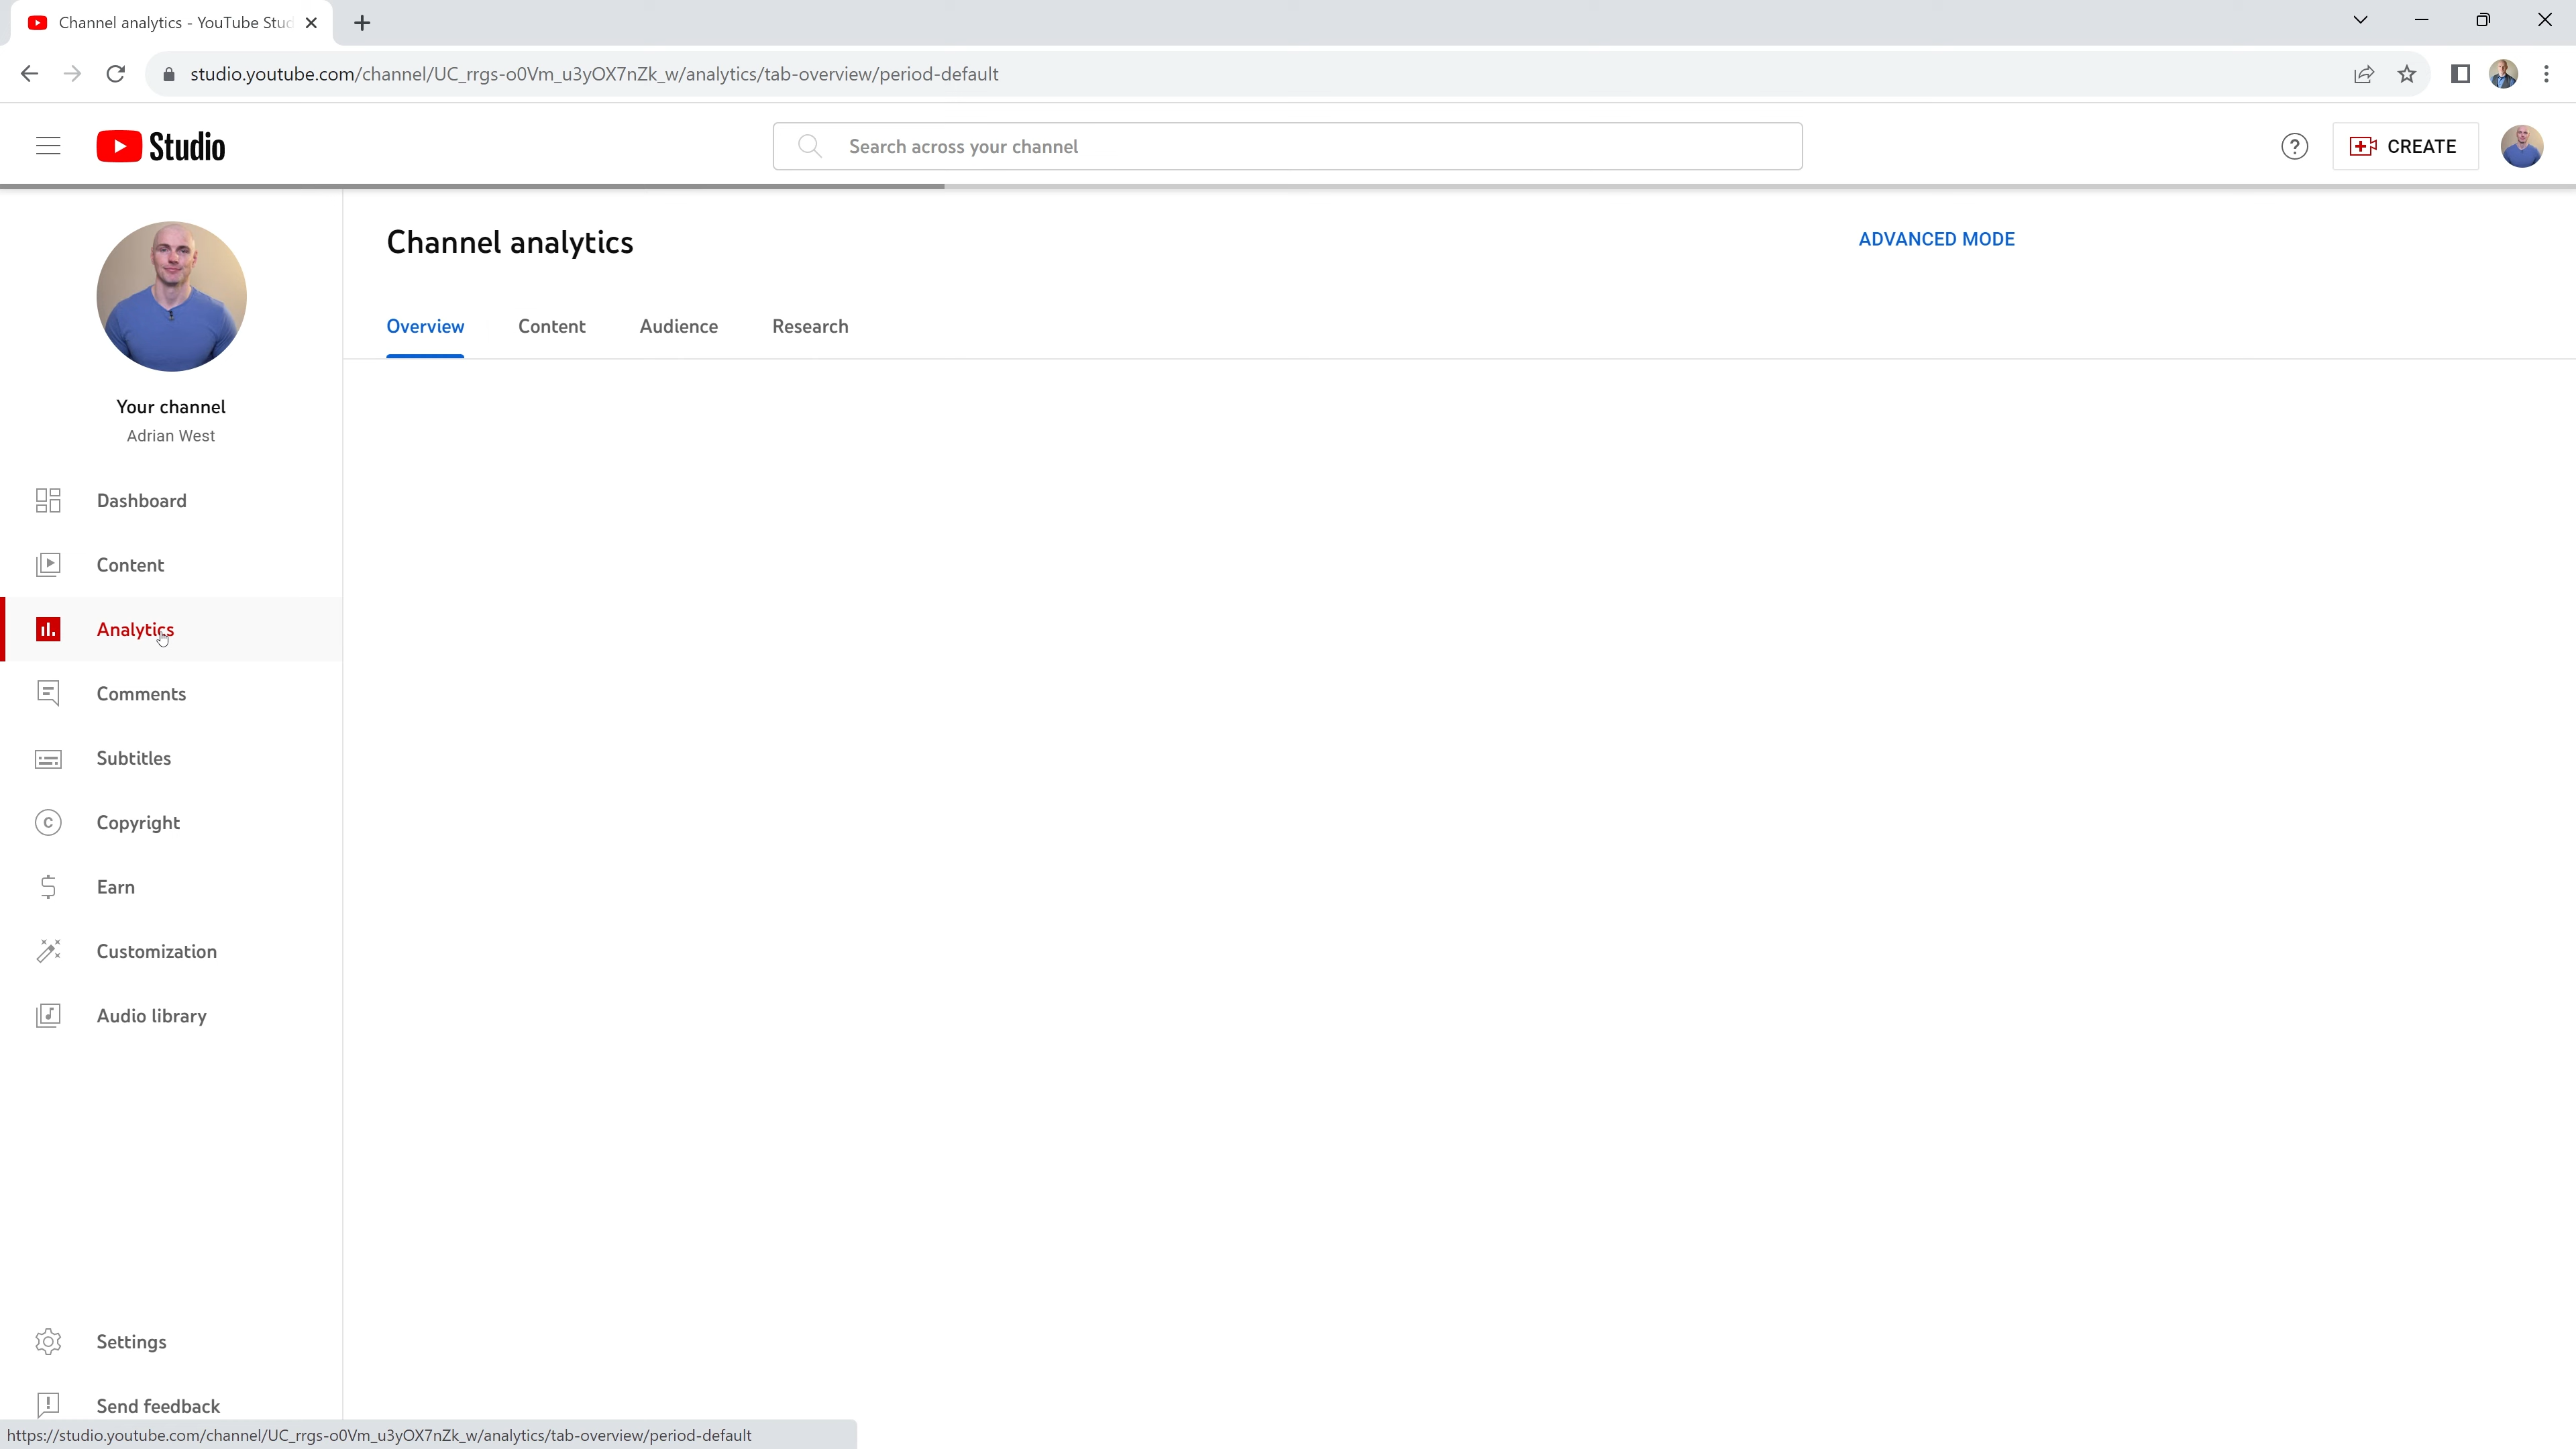 Channel analytics - YouTube Stud
studio.youtube.com/channel/UC_rrgs-o0Vm_u3yOX7nZk_w/analytics/tab-overview/period-default
Studio
Search across your channel
?
CREATE
Channel analytics
ADVANCED MODE
Overview
Content
Audience
Research
Your channel
Adrian West
Dashboard
Content
Analytics
Comments
Subtitles
Copyright
Earn
Customization
Audio library
Settings
Send feedback
https://studio.youtube.com/channel/UC_rrgs-o0Vm_u3yOX7nZk_w/analytics/tab-overview/period-default